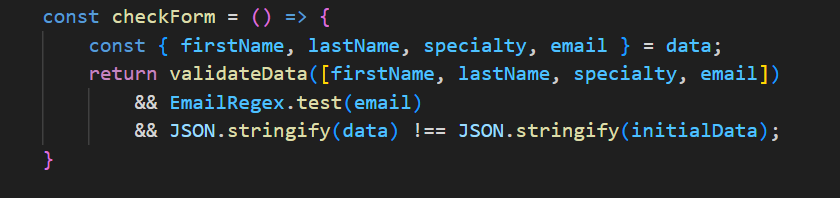 const checkForm = () => {
    const { firstName, lastName, specialty, email } = data;
    return validateData([firstName, lastName, specialty, email])
        && EmailRegex.test(email)
        && JSON.stringify(data) !== JSON.stringify(initialData);
}